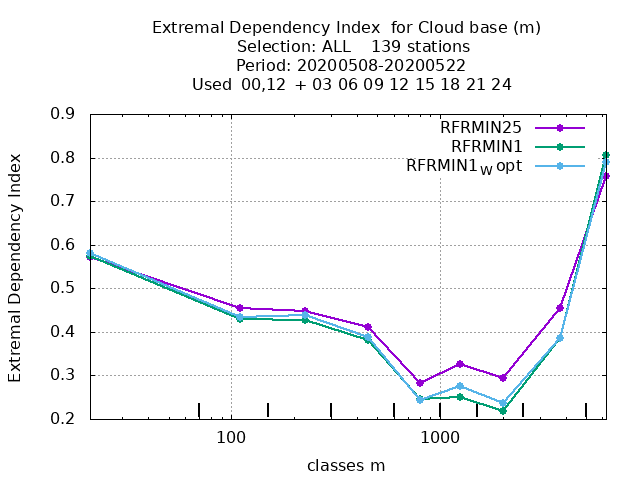 Extremal Dependency Index  for Cloud base (m)
Selection: ALL    139 stations
Period: 20200508-20200522
Used  00,12  + 03 06 09 12 15 18 21 24
RFRMIN25
RFRMIN1
RFRMIN1W opt
Extremal Dependency Index
0.9
0.8
0.7
0.6
0.5
0.4
0.3
0.2
100 1000
classes m